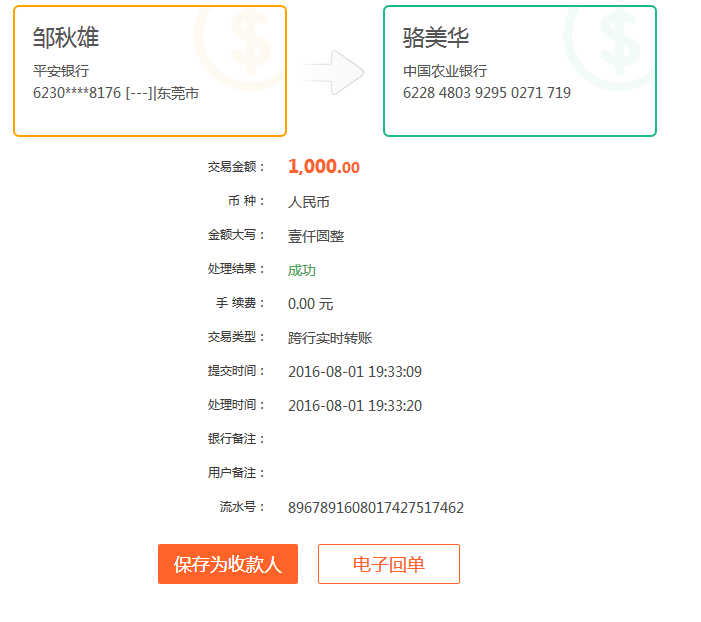 邹秋雄
平安银行
6230****8176 [---]|东莞市
骆美华
中国农业银行
6228 4803 9295 0271 719
交易金额： 1,000.00
币 种： 人民币
金额大写： 壹仟圆整
处理结果： 成功
手 续费： 0.00 元
交易类型： 跨行实时转账
提交时间： 2016-08-01 19:33:09
处理时间： 2016-08-01 19:33:20
银行备注：
用户备注：
流水号： 8967891608017427517462
保存为收款人 电子回单